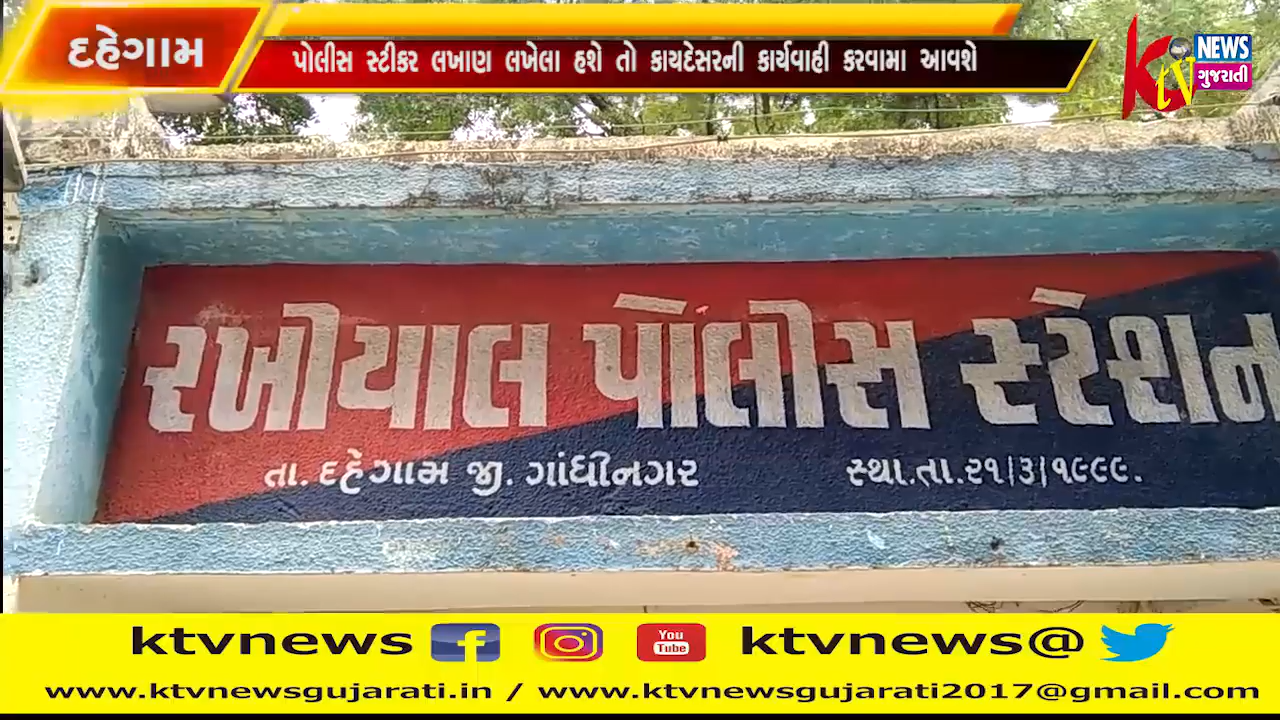 દહેગામ
પોલીસ સ્ટીકર લખાણ લખેલા હશે તો કાયદેસરની કાર્યવાહી કરવામા આવશે
KTV NEWS
ગુજરાતી
રખીયાલ પોલીસ સ્ટેશન
તા. દહેગામ જી. ગાંધીનગર સ્થા.તા.૨૧/૩/૧૯૯૯.
ktvnews f You Tube ktvnews@
www.ktvnewsgujarati.in / www.ktvnewsgujarati2017@gmail.com